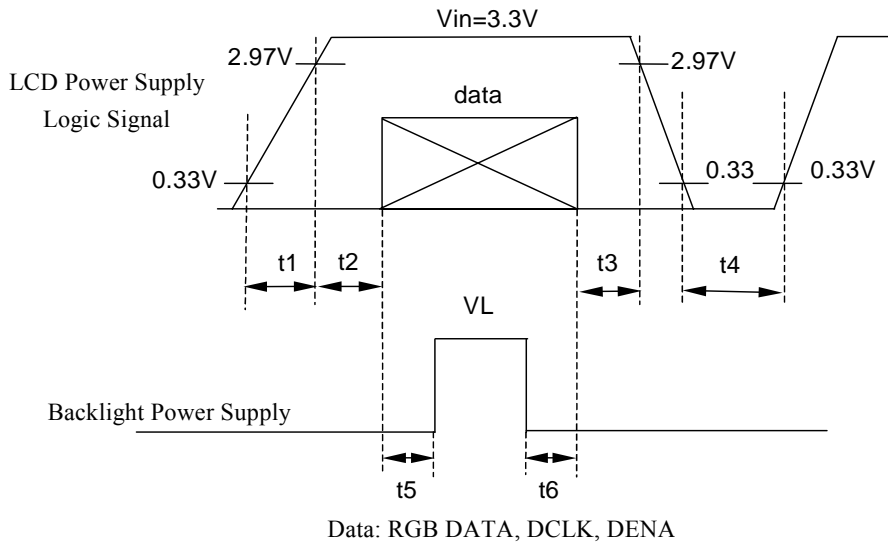 Vin=3.3V
2.97V
2.97V
LCD Power Supply
Logic Signal
data
0.33V
0.33
0.33V
t1
t2
t3
t4
VL
Backlight Power Supply
t5
t6
Data: RGB DATA, DCLK, DENA